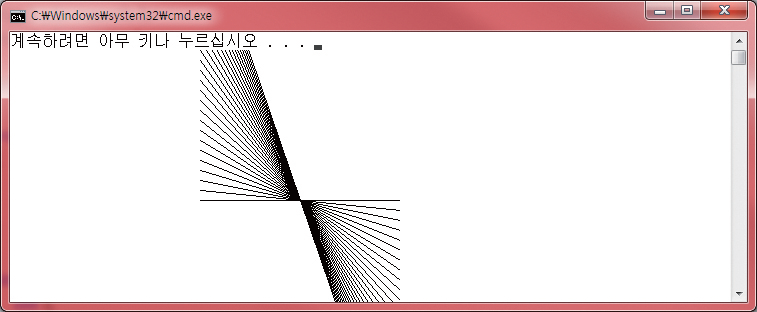 C:₩Windows₩system32₩cmd.exe
계속하려면 아무 키나 누르십시오 . . .